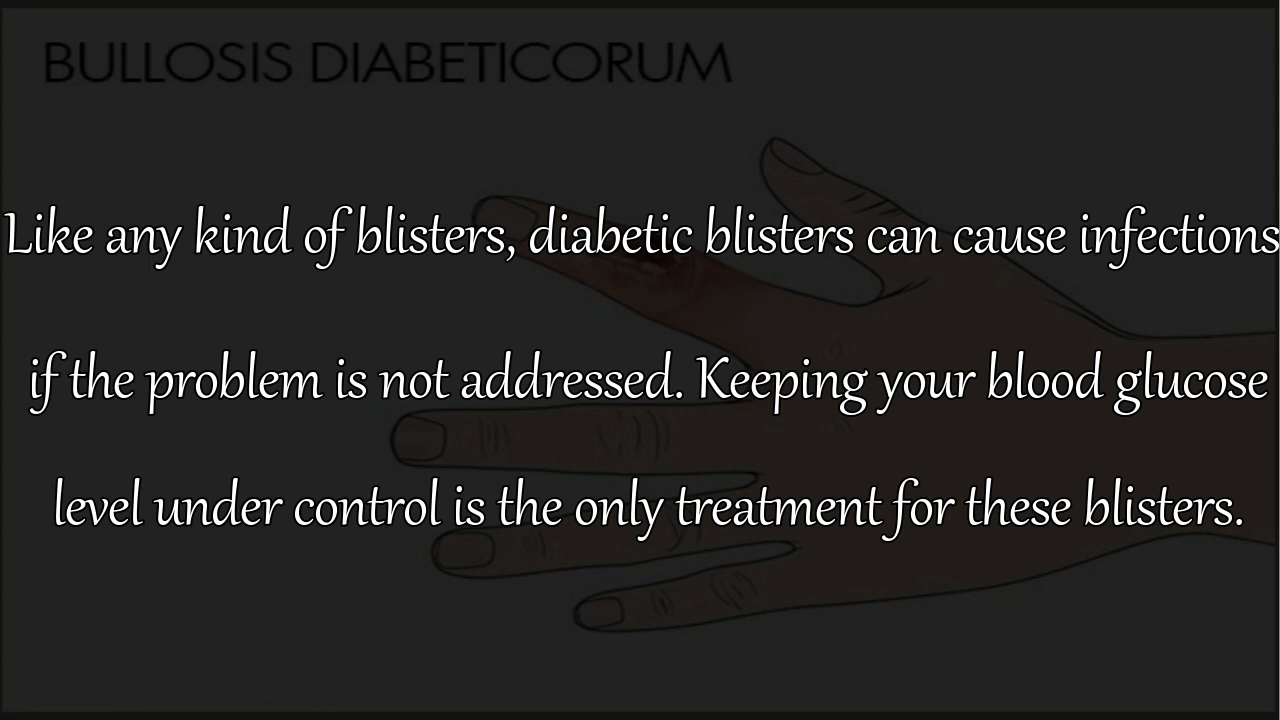 BULLOSIS DIABETICORUM
Like any kind of blisters, diabetic blisters can cause infections
if the problem is not addressed. Keeping your blood glucose
level under control is the only treatment for these blisters.